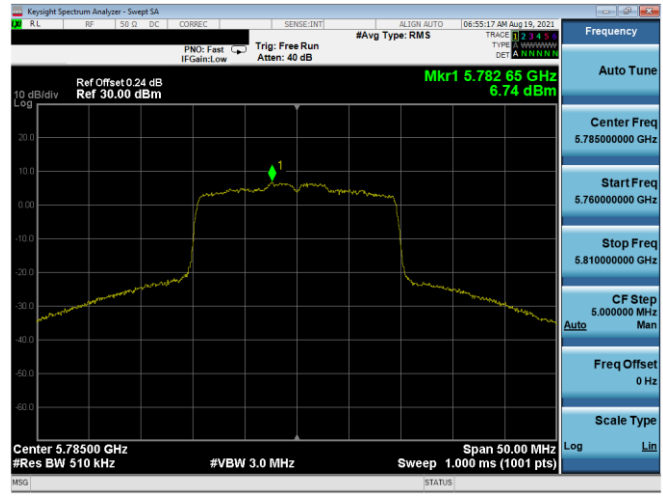 Keysight Spectrum Analyzer - Swept SA
RL RF 50 Ω DC CORREC SENSE:INT ALIGN AUTO 06:55:17 AM Aug 19, 2021
PNO: Fast
IFGain:Low
Trig: Free Run
Atten: 40 dB
#Avg Type: RMS
TRACE 1 2 3 4 5 6
TYPE A WWWWW
DET A N N N N N
Ref Offset 0.24 dB
10 dB/div Ref 30.00 dBm
Log
Mkr1 5.782 65 GHz
6.74 dBm
20.0
10.0
0.00
-10.0
-20.0
-30.0
-40.0
-50.0
-60.0
1
Center 5.78500 GHz Span 50.00 MHz
#Res BW 510 kHz #VBW 3.0 MHz Sweep 1.000 ms (1001 pts)
MSG STATUS
Frequency
Auto Tune
Center Freq
5.785000000 GHz
Start Freq
5.760000000 GHz
Stop Freq
5.810000000 GHz
CF Step
5.000000 MHz
Auto Man
Freq Offset
0 Hz
Scale Type
Log Lin